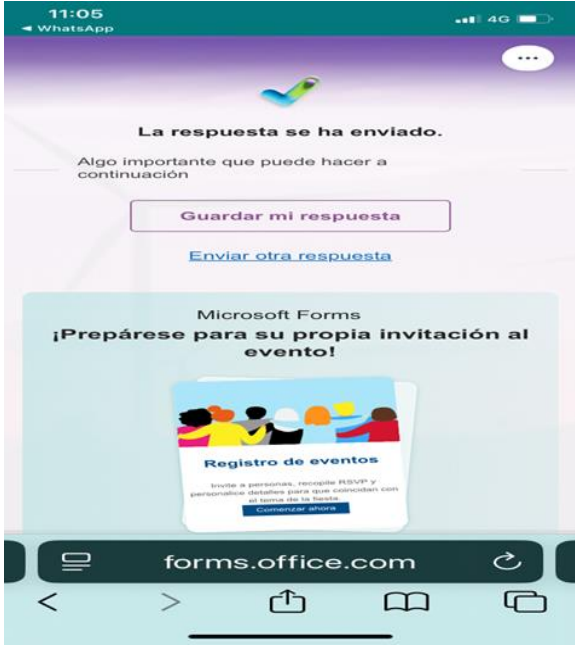 11:05
4G
WhatsApp
La respuesta se ha enviado.
Algo importante que puede hacer a
continuación
Guardar mi respuesta
Enviar otra respuesta
Microsoft Forms
¡Prepárese para su propia invitación al
evento!
Registro de eventos
Invite a personas, recopile RSVP y
personalice detalles para que coincidan con
el tema de la fiesta.
Comenzar ahora
forms.office.com